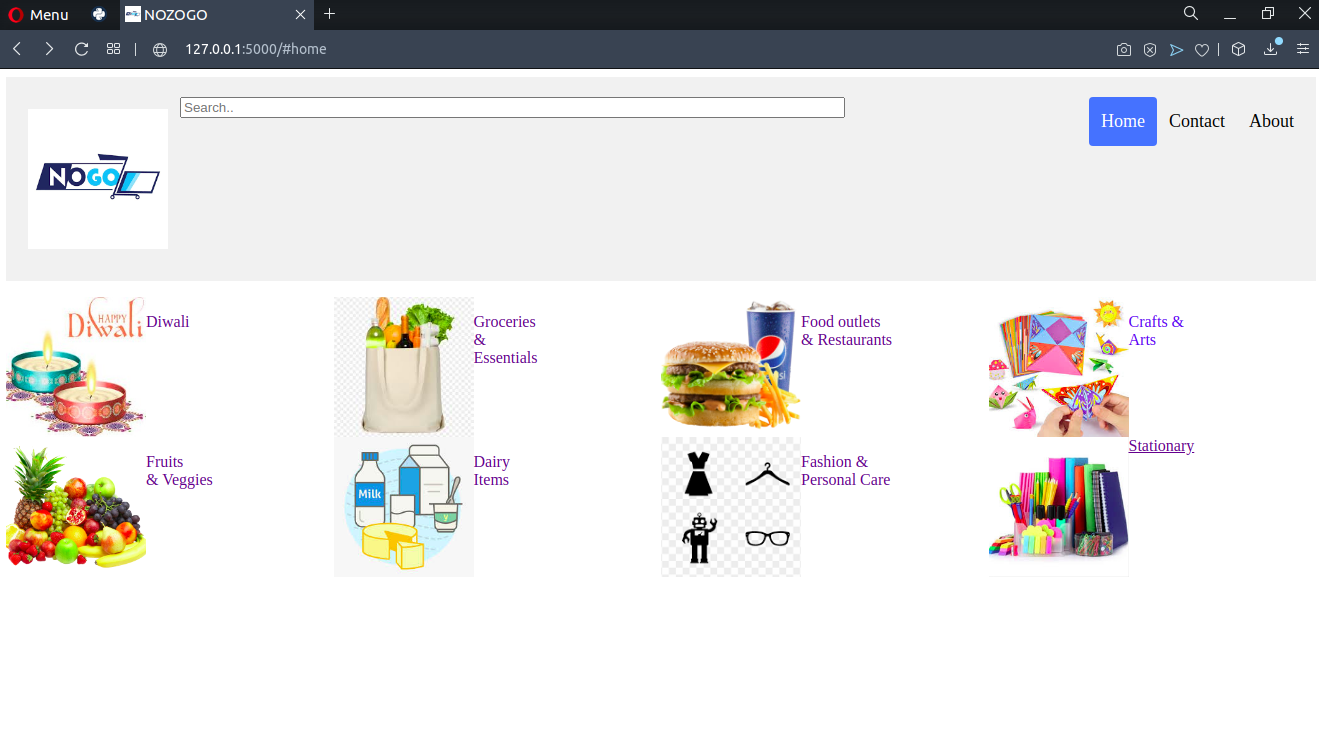 Menu
NOZOGO
127.0.0.1:5000/#home
NOGO
Search..
Home
Contact
About
HAPPY
Diwali
Diwali
Groceries
&
Essentials
Food outlets
& Restaurants
Crafts &
Arts
Fruits
& Veggies
Milk
Dairy
Items
Fashion &
Personal Care
Stationary